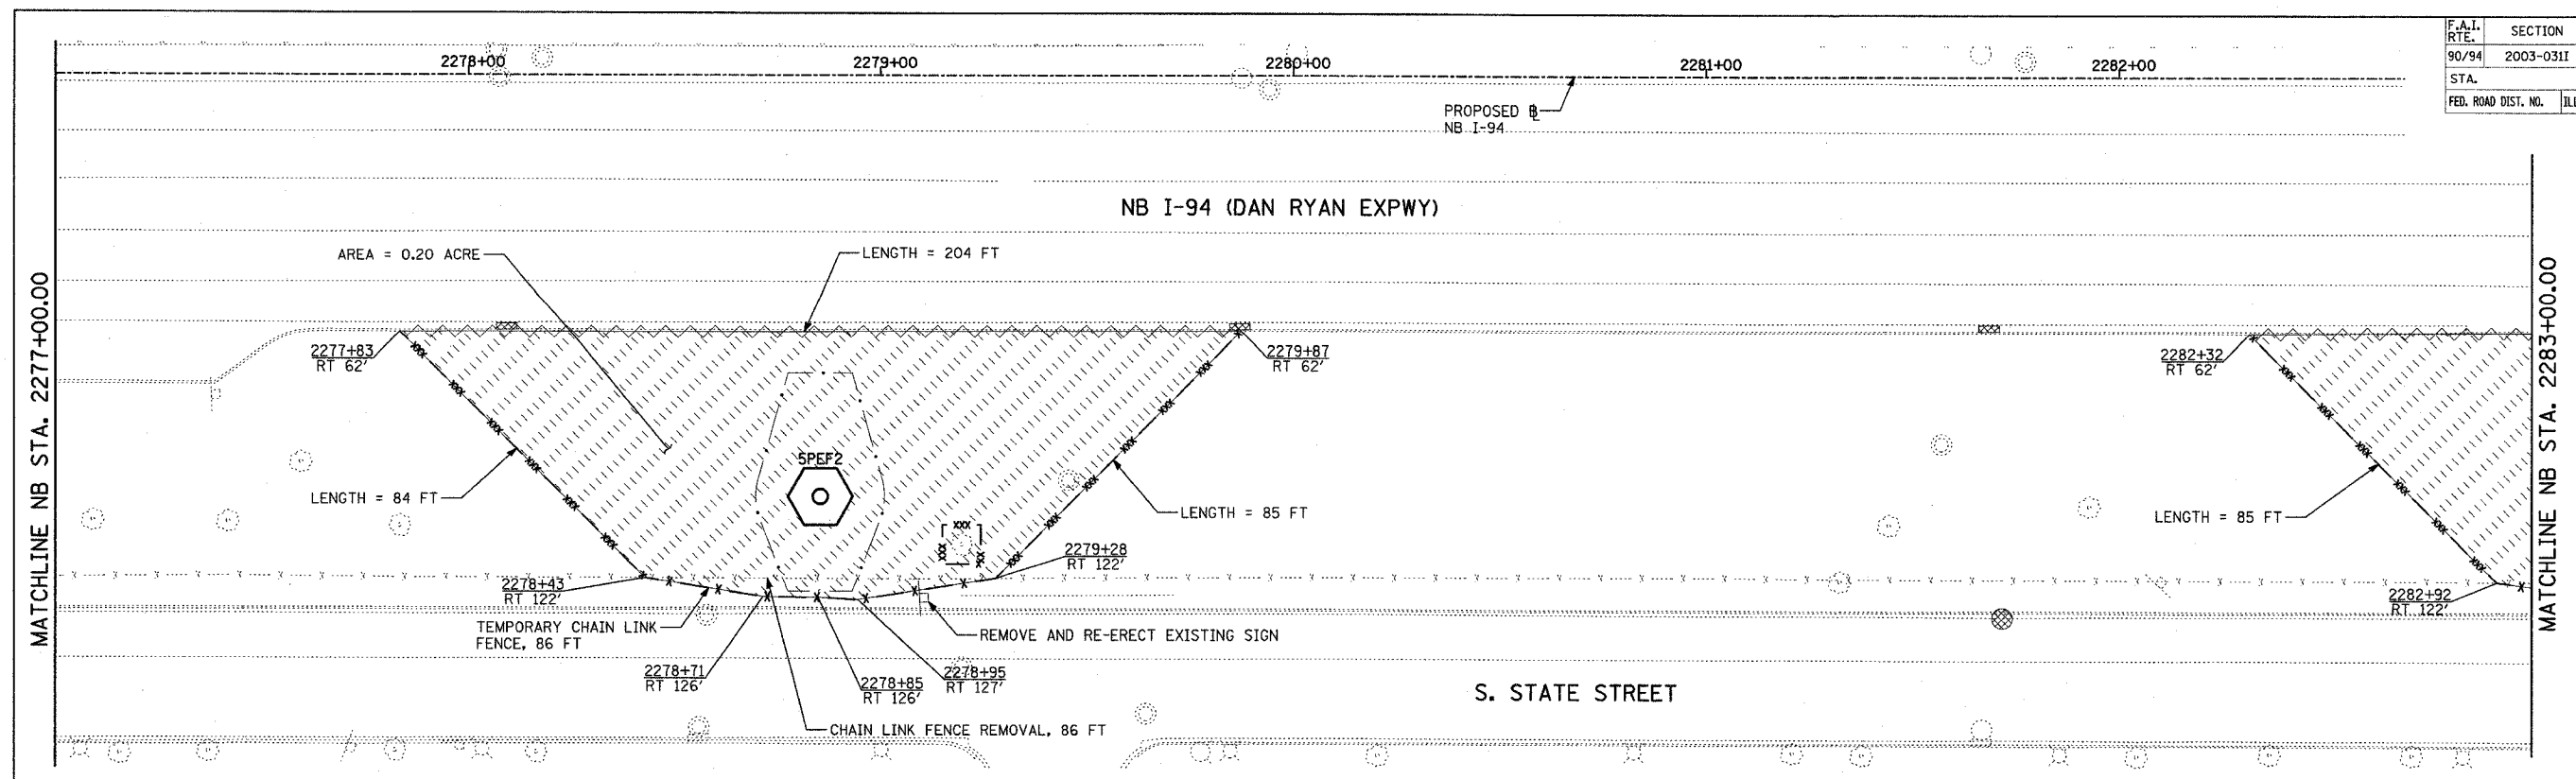 F.A.I. RTE. SECTION
90/94 2003-031I
STA.
FED. ROAD DIST. NO.
2278+00 2279+00 2280+00 2281+00 2282+00
PROPOSED
NB I-94
NB I-94 (DAN RYAN EXPWY)
AREA = 0.20 ACRE
LENGTH = 204 FT
MATCHLINE NB STA. 2277+00.00
MATCHLINE NB STA. 2283+00.00
2277+83
RT 62'
2279+87
RT 62'
2282+32
RT 62'
5PEF2
LENGTH = 84 FT
LENGTH = 85 FT
LENGTH = 85 FT
XXX
2279+28
RT 122'
2278+43
RT 122'
2282+92
RT 122'
TEMPORARY CHAIN LINK
FENCE, 86 FT
REMOVE AND RE-ERECT EXISTING SIGN
2278+71
RT 126'
2278+85
RT 126'
2278+95
RT 127'
S. STATE STREET
CHAIN LINK FENCE REMOVAL, 86 FT